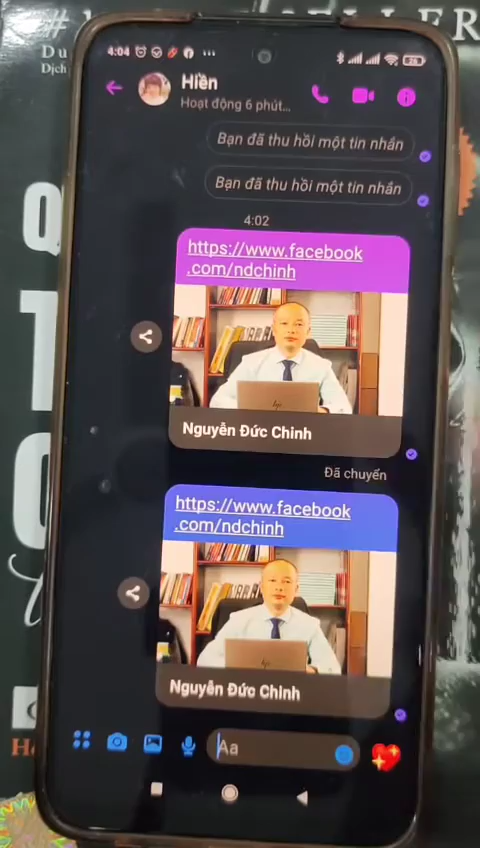 4:04
Hiền
Hoạt động 6 phút...
Bạn đã thu hồi một tin nhắn
Bạn đã thu hồi một tin nhắn
4:02
https://www.facebook
.com/ndchinh
Nguyễn Đức Chinh
Đã chuyển
https://www.facebook
.com/ndchinh
Nguyễn Đức Chinh
Aa